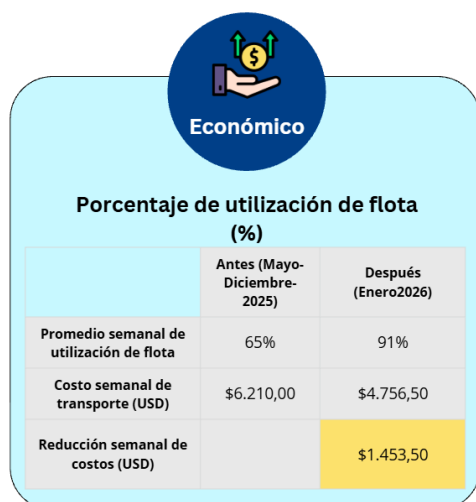 $
Económico
Porcentaje de utilización de flota
(%)
Antes (Mayo-
Diciembre-
2025)
Después
(Enero2026)
Promedio semanal de
utilización de flota
65%
91%
Costo semanal de
transporte (USD)
$6.210,00
$4.756,50
Reducción semanal de
costos (USD)
$1.453,50